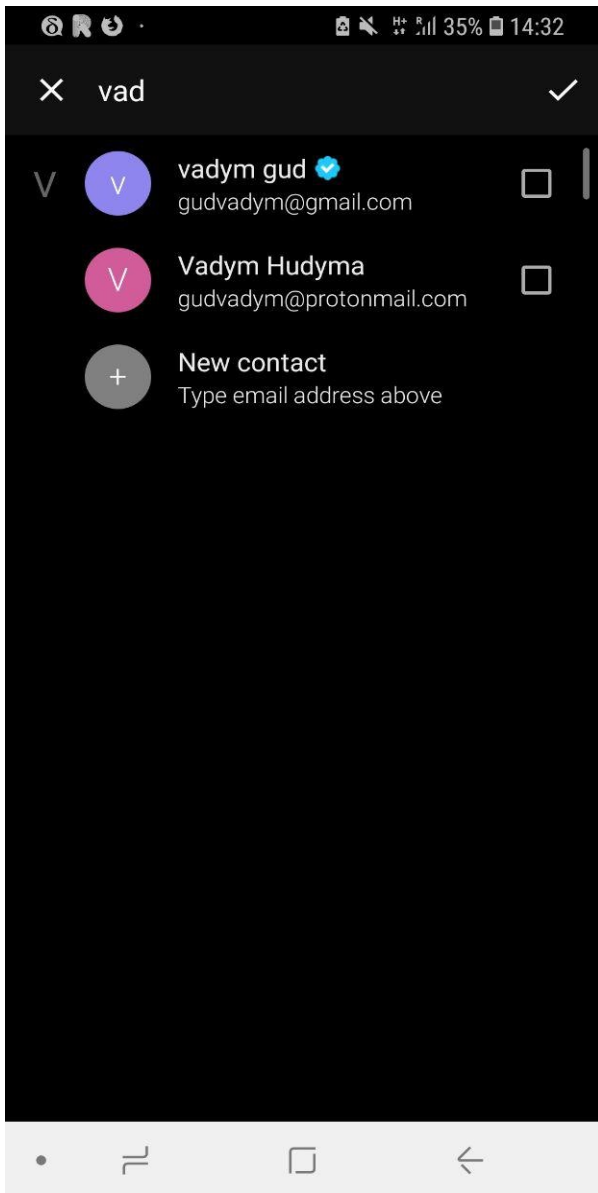 35% 14:32
vad
V
v
vadym gud
gudvadym@gmail.com
V
Vadym Hudyma
gudvadym@protonmail.com
+
New contact
Type email address above